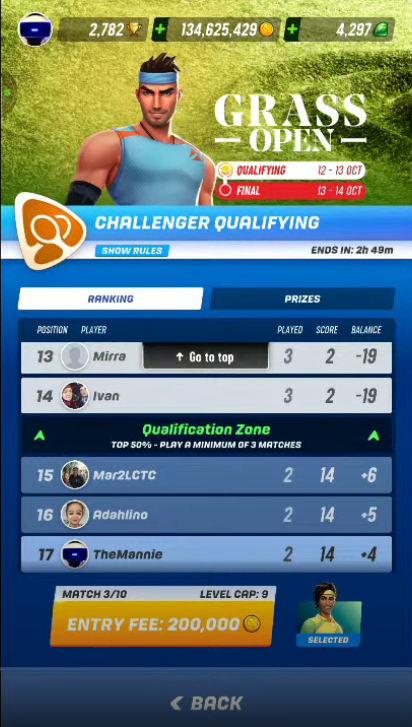 2,782 + 134,625,429 + 4,297
GRASS
OPEN
QUALIFYING 12 - 13 OCT
FINAL 13 - 14 OCT
CHALLENGER QUALIFYING
SHOW RULES ENDS IN: 2h 49m
RANKING PRIZES
POSITION PLAYER PLAYED SCORE BALANCE
13 Mirra ↑ Go to top 3 2 -19
14 Ivan 3 2 -19
Qualification Zone
TOP 50% - PLAY A MINIMUM OF 3 MATCHES
15 Mar2LCTC 2 14 +6
16 Adahlino 2 14 +5
17 TheMannie 2 14 +4
MATCH 3/10 LEVEL CAP: 9
ENTRY FEE: 200,000
SELECTED
< BACK